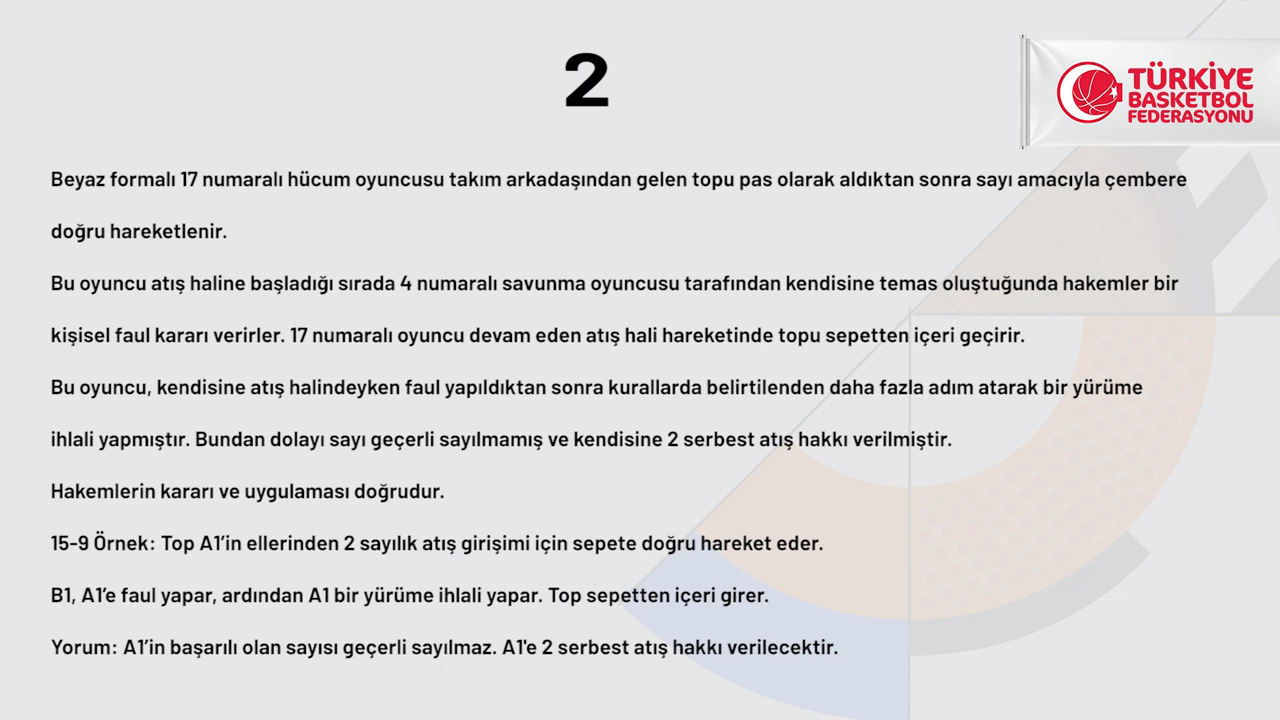 2
TÜRKİYE
BASKETBOL
FEDERASYONU
Beyaz formalı 17 numaralı hücum oyuncusu takım arkadaşından gelen topu pas olarak aldıktan sonra sayı amacıyla çembere
doğru hareketlenir.
Bu oyuncu atış haline başladığı sırada 4 numaralı savunma oyuncusu tarafından kendisine temas oluştuğunda hakemler bir
kişisel faul kararı verirler. 17 numaralı oyuncu devam eden atış hali hareketinde topu sepetten içeri geçirir.
Bu oyuncu, kendisine atış halindeyken faul yapıldıktan sonra kurallarda belirtilenden daha fazla adım atarak bir yürüme
ihlali yapmıştır. Bundan dolayı sayı geçerli sayılmamış ve kendisine 2 serbest atış hakkı verilmiştir.
Hakemlerin kararı ve uygulaması doğrudur.
15-9 Örnek: Top A1’in ellerinden 2 sayılık atış girişimi için sepete doğru hareket eder.
B1, A1’e faul yapar, ardından A1 bir yürüme ihlali yapar. Top sepetten içeri girer.
Yorum: A1’in başarılı olan sayısı geçerli sayılmaz. A1'e 2 serbest atış hakkı verilecektir.